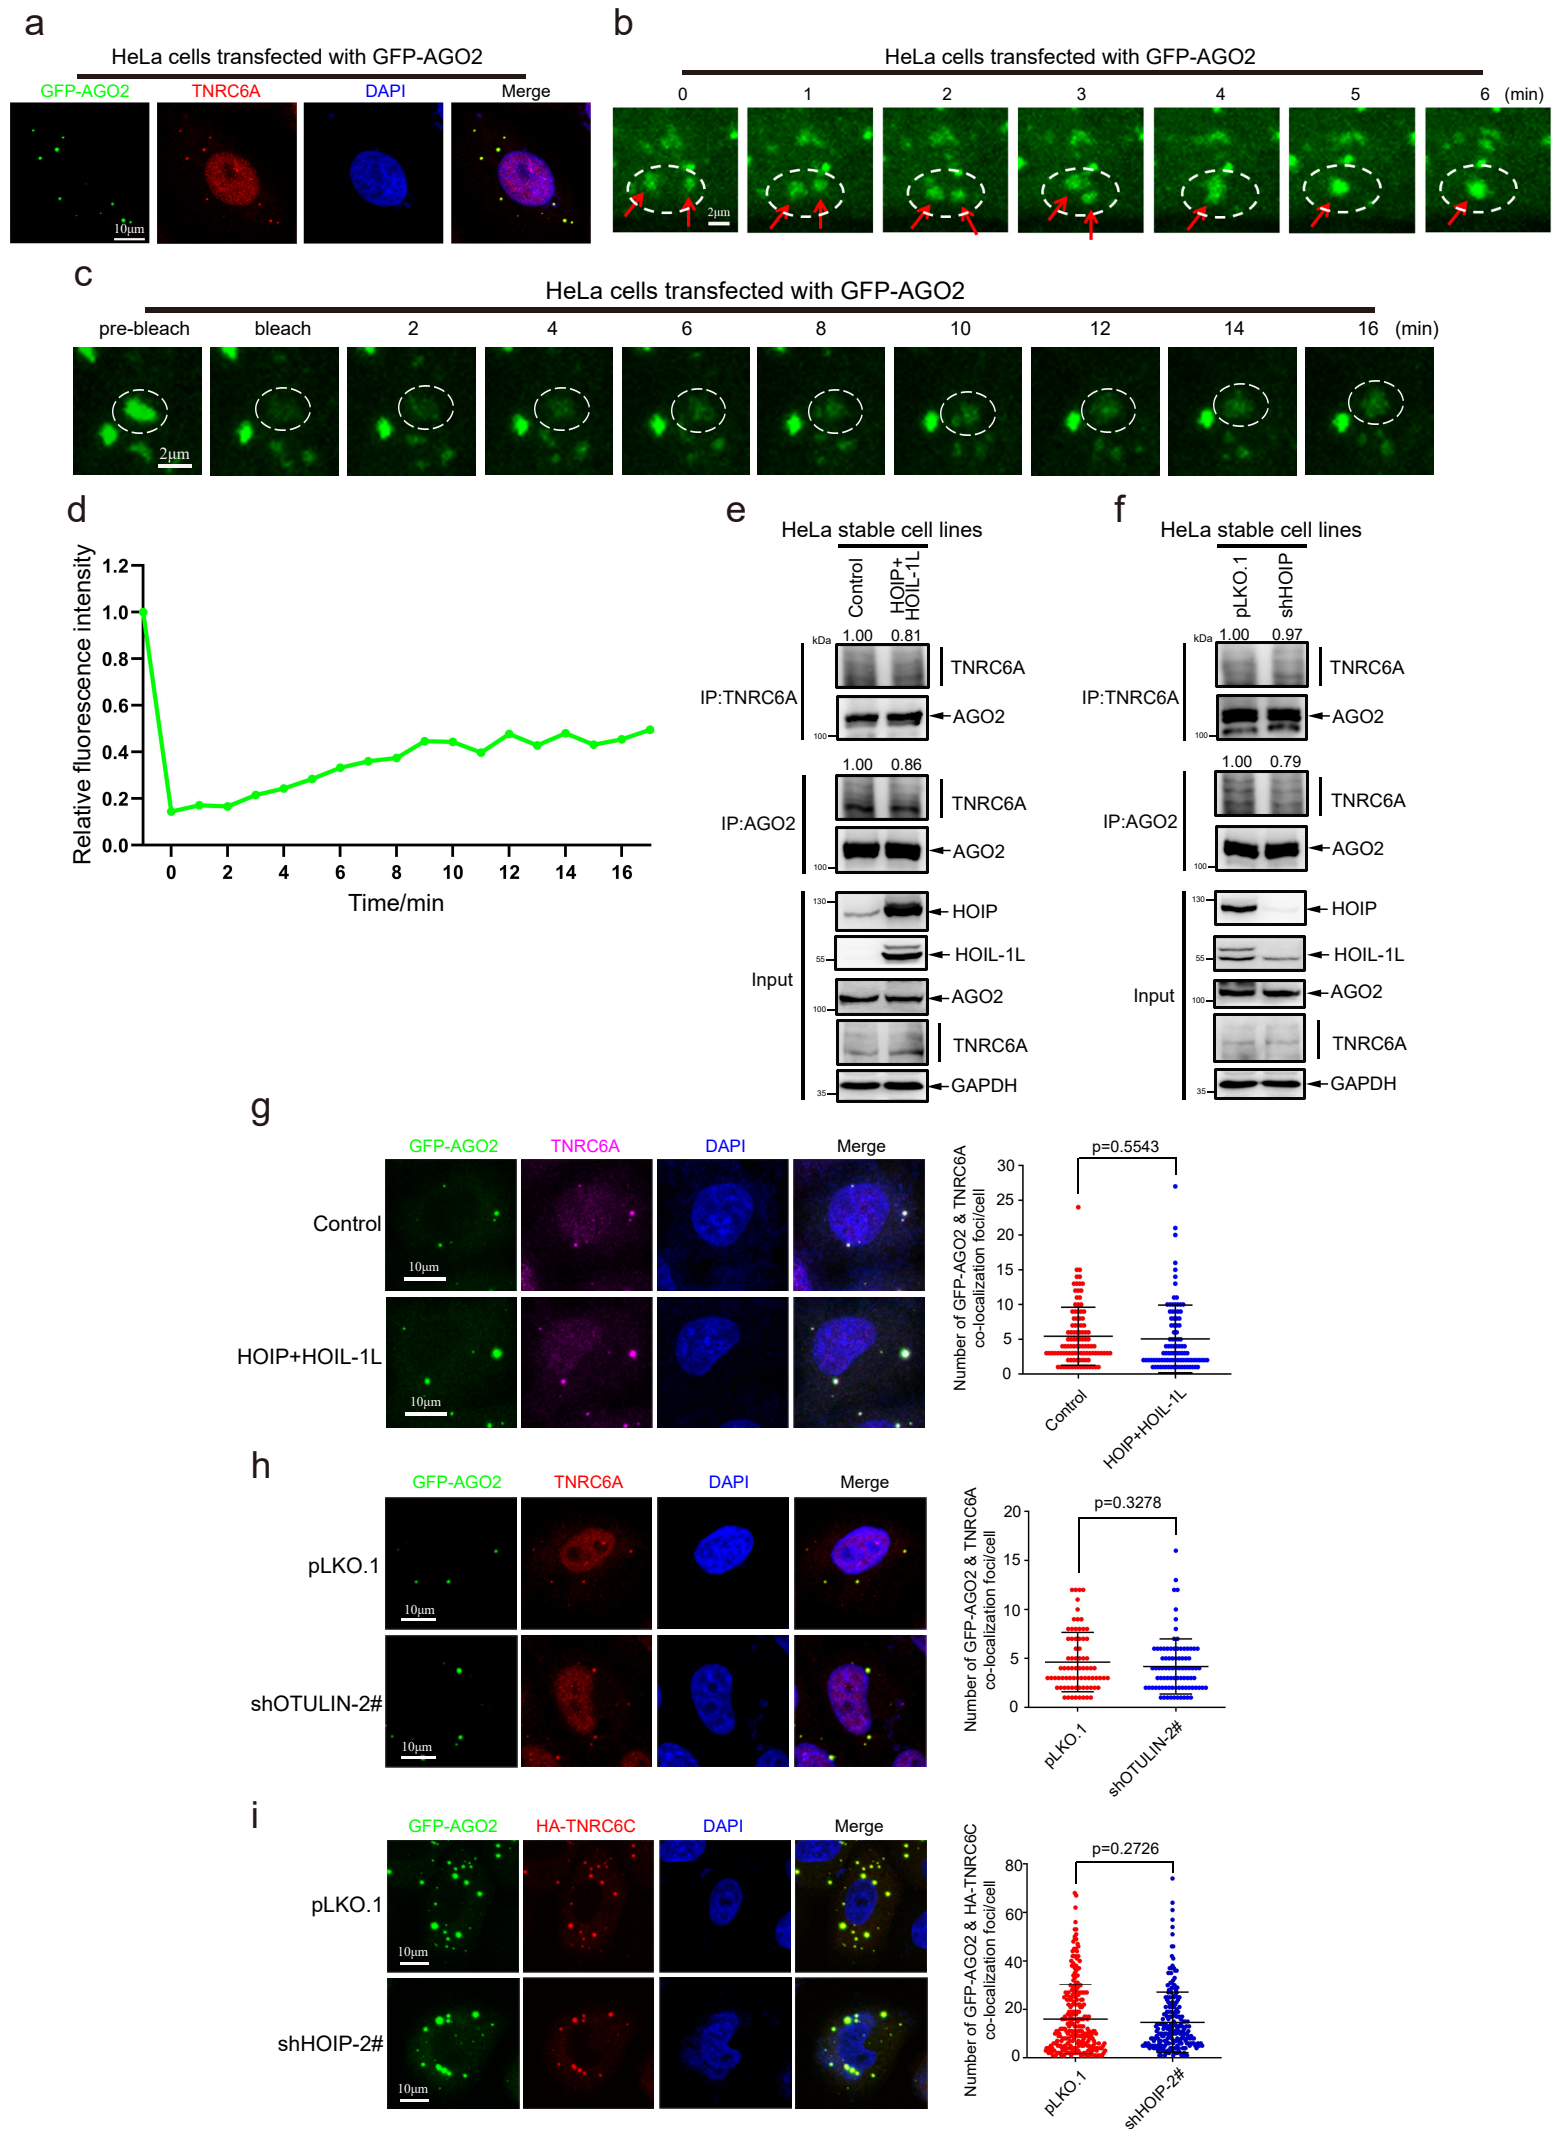 a
HeLa cells transfected with GFP-AGO2
GFP-AGO2 TNRC6A DAPI Merge
10μm
b
HeLa cells transfected with GFP-AGO2
0 1 2 3 4 5 6 (min)
2μm
c
HeLa cells transfected with GFP-AGO2
pre-bleach bleach 2 4 6 8 10 12 14 16 (min)
2μm
d
Relative fluorescence intensity
1.2
1.0
0.8
0.6
0.4
0.2
0.0
0 2 4 6 8 10 12 14 16
Time/min
e
HeLa stable cell lines
Control
HOIP+
HOIL-1L
kDa 1.00 0.81
IP:TNRC6A
TNRC6A
AGO2
100
1.00 0.86
IP:AGO2
TNRC6A
AGO2
100
Input
130 HOIP
55 HOIL-1L
100 AGO2
TNRC6A
35 GAPDH
f
HeLa stable cell lines
pLKO.1
shHOIP
kDa 1.00 0.97
IP:TNRC6A
TNRC6A
AGO2
100
1.00 0.79
IP:AGO2
TNRC6A
AGO2
100
Input
130 HOIP
55 HOIL-1L
100 AGO2
TNRC6A
35 GAPDH
g
GFP-AGO2 TNRC6A DAPI Merge
Control
10μm
HOIP+HOIL-1L
10μm
Number of GFP-AGO2 & TNRC6A
co-localization foci/cell
p=0.5543
30
25
20
15
10
5
0
Control
HOIP+HOIL-1L
h
GFP-AGO2 TNRC6A DAPI Merge
pLKO.1
10μm
shOTULIN-2#
10μm
Number of GFP-AGO2 & TNRC6A
co-localization foci/cell
p=0.3278
20
15
10
5
0
pLKO.1
shOTULIN-2#
i
GFP-AGO2 HA-TNRC6C DAPI Merge
pLKO.1
10μm
shHOIP-2#
10μm
Number of GFP-AGO2 & HA-TNRC6C
co-localization foci/cell
p=0.2726
80
60
40
20
0
pLKO.1
shHOIP-2#